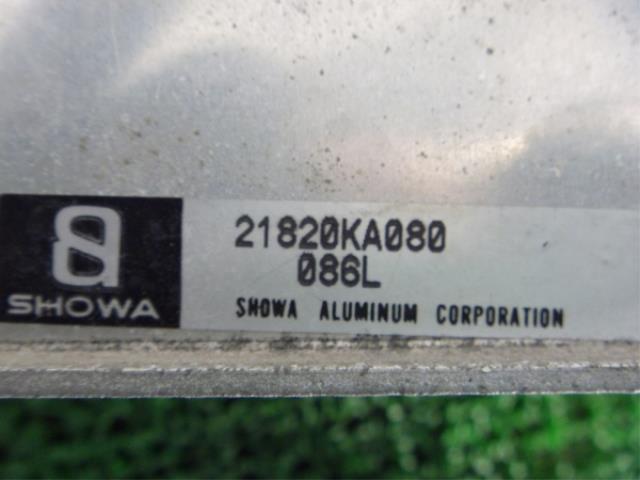 21820KA080
086L
SHOWA
SHOWA ALUMINUM CORPORATION